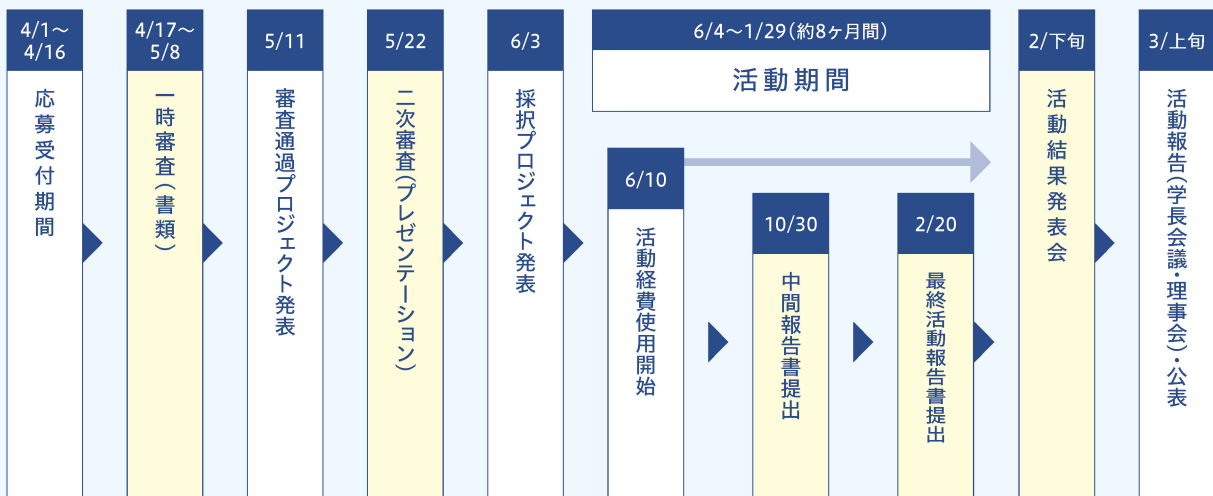 4/1～
4/16
応募受付期間
4/17～
5/8
一時審査(書類)
5/11
審査通過プロジェクト発表
5/22
二次審査(プレゼンテーション)
6/3
採択プロジェクト発表
6/4～1/29(約8ヶ月間)
活動期間
6/10
活動経費使用開始
10/30
中間報告書提出
2/20
最終活動報告書提出
2/下旬
活動結果発表会
3/上旬
活動報告(学長会議・理事会)・公表